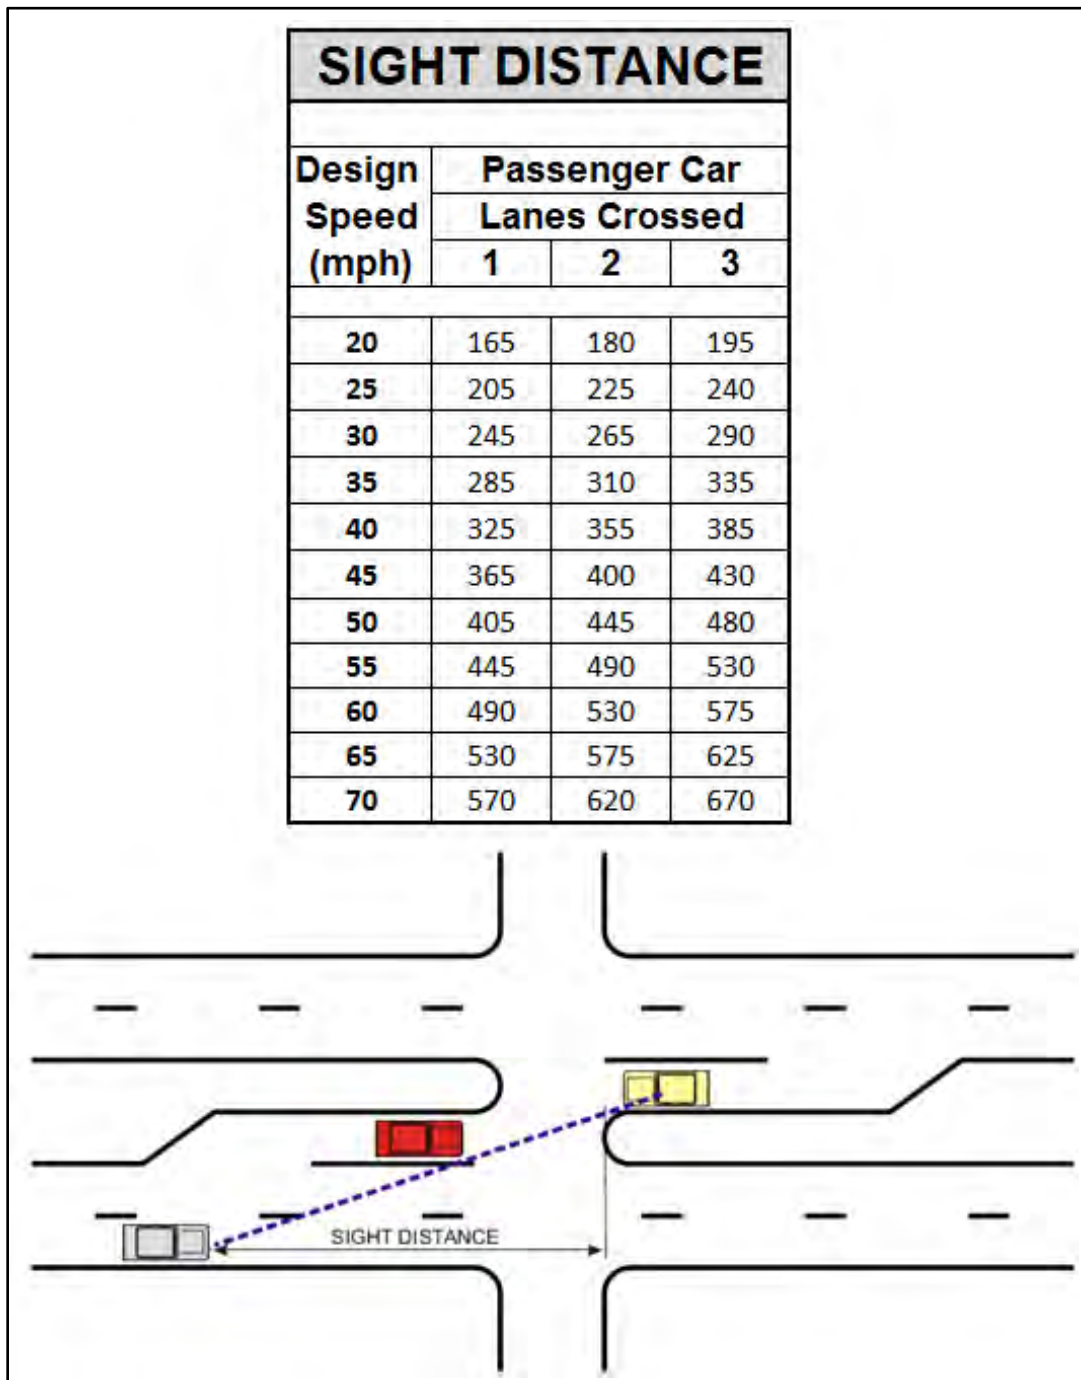 SIGHT DISTANCE
Design Passenger Car
Speed Lanes Crossed
(mph) 1 2 3
20 165 180 195
25 205 225 240
30 245 265 290
35 285 310 335
40 325 355 385
45 365 400 430
50 405 445 480
55 445 490 530
60 490 530 575
65 530 575 625
70 570 620 670
SIGHT DISTANCE